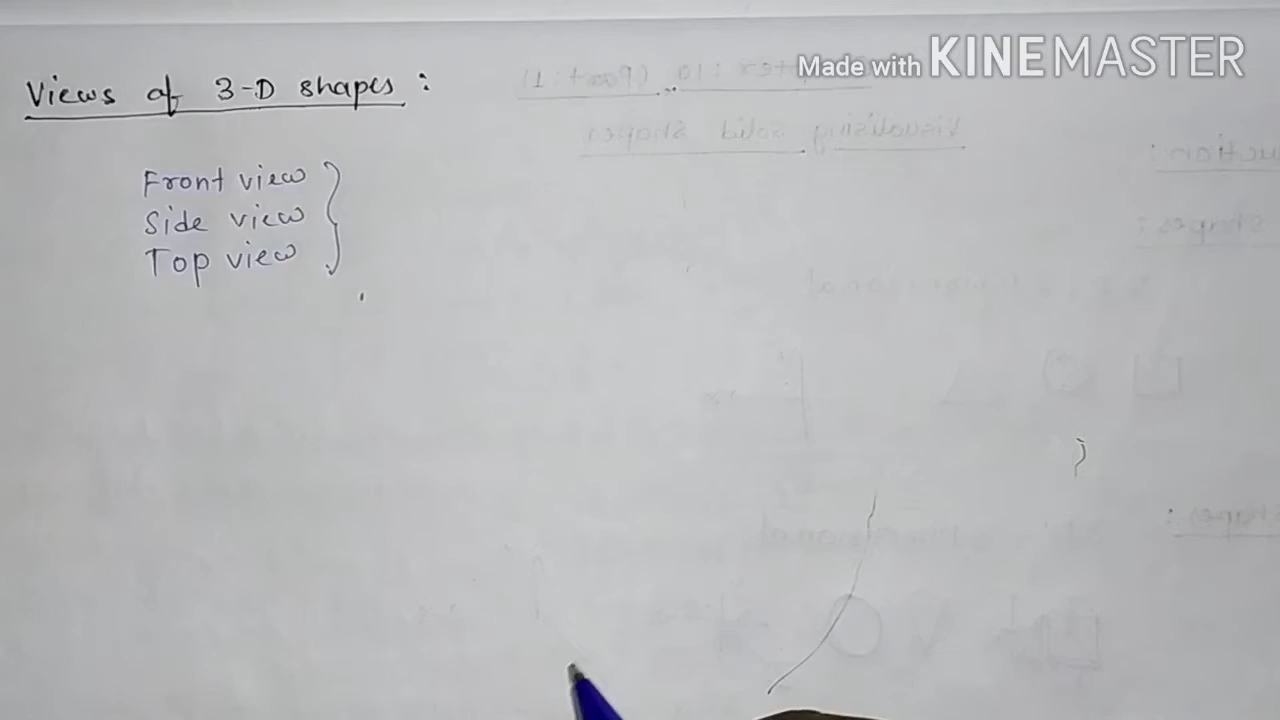 Made with KINEMASTER
Views of 3-D shapes :
Front view
Side view
Top view